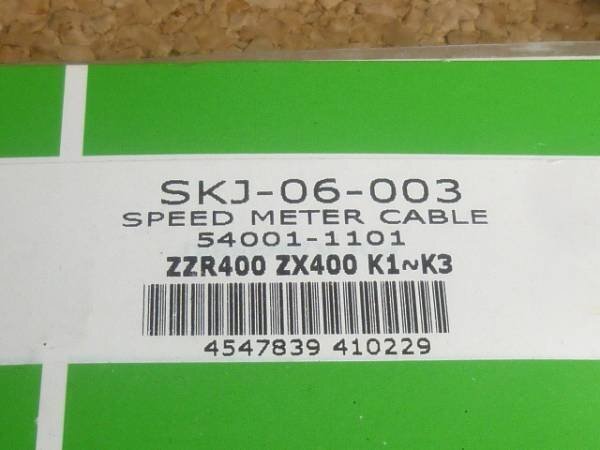 SKJ-06-003
SPEED METER CABLE
54001-1101
ZZR400 ZX400 K1~K3
4547839 410229